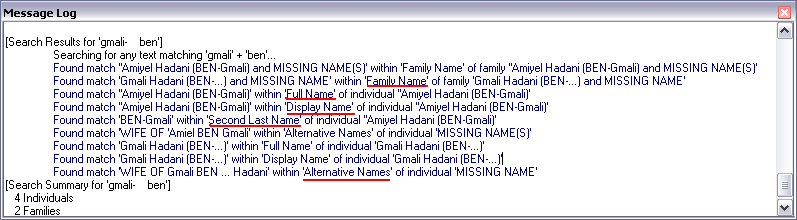 Message Log
[Search Results for 'gmali-    ben']
Searching for any text matching 'gmali' + 'ben'...
Found match ''Amiyel Hadani (BEN-Gmali) and MISSING NAME(S)' within 'Family Name' of family ''Amiyel Hadani (BEN-Gmali) and MISSING NAME(S)'
Found match 'Gmali Hadani (BEN-...) and MISSING NAME' within 'Family Name' of family 'Gmali Hadani (BEN-...) and MISSING NAME'
Found match ''Amiyel Hadani (BEN-Gmali)' within 'Full Name' of individual ''Amiyel Hadani (BEN-Gmali)'
Found match ''Amiyel Hadani (BEN-Gmali)' within 'Display Name' of individual ''Amiyel Hadani (BEN-Gmali)'
Found match 'BEN-Gmali' within 'Second Last Name' of individual ''Amiyel Hadani (BEN-Gmali)'
Found match 'WIFE OF 'Amiel BEN Gmali' within 'Alternative Names' of individual 'MISSING NAME(S)'
Found match 'Gmali Hadani (BEN-...)' within 'Full Name' of individual 'Gmali Hadani (BEN-...)'
Found match 'Gmali Hadani (BEN-...)' within 'Display Name' of individual 'Gmali Hadani (BEN-...)'
Found match 'WIFE OF Gmali BEN ... Hadani' within 'Alternative Names' of individual 'MISSING NAME'
[Search Summary for 'gmali-    ben']
4 Individuals
2 Families